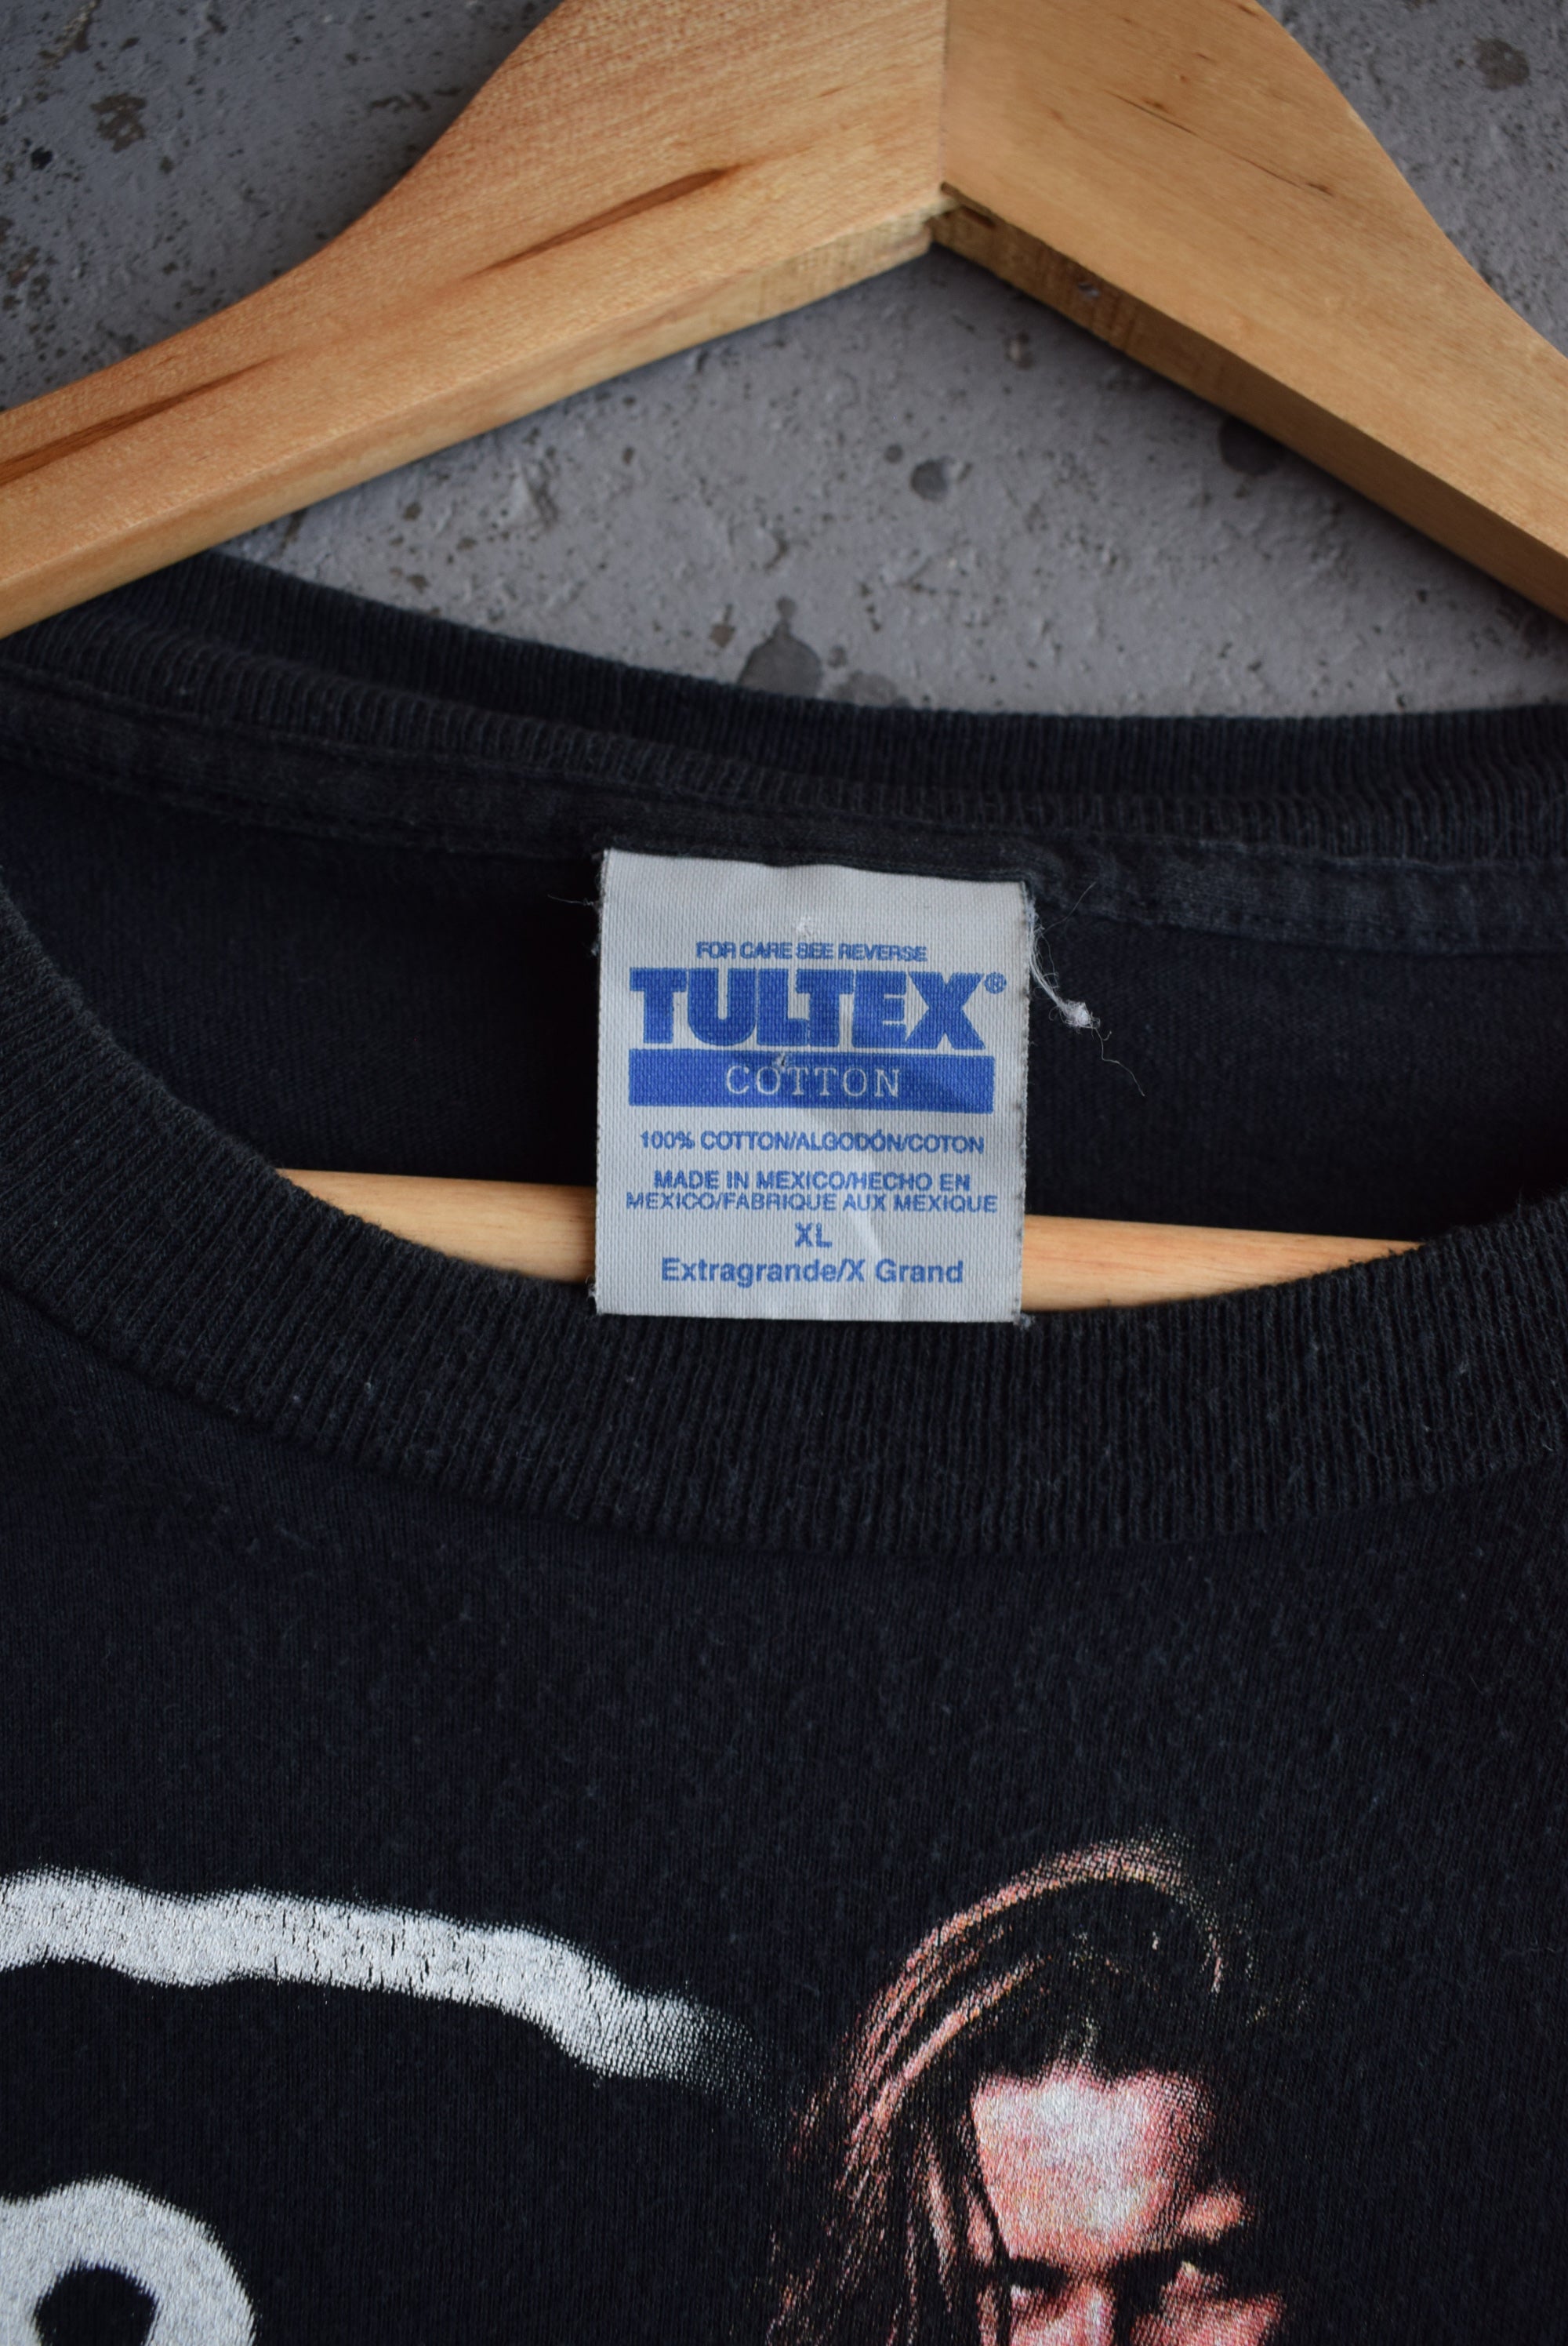 FOR CARE SEE REVERSE
TULTEX®
COTTON
100% COTTON/ALGODÓN/COTON
MADE IN MEXICO/HECHO EN
MEXICO/FABRIQUE AUX MEXIQUE
XL
Extragrande/X Grand